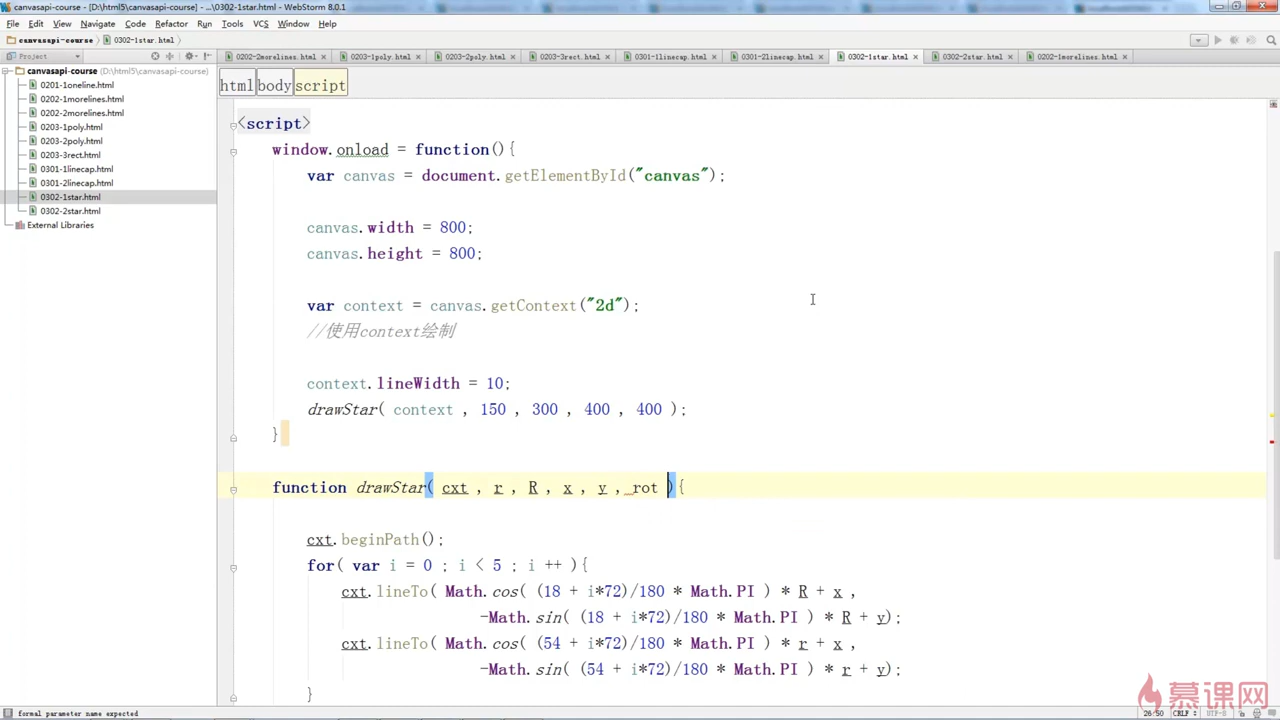 canvasapi-course - [D:\html5\canvasapi-course] - ...\0302-1star.html - WebStorm 8.0.1
File Edit View Navigate Code Refactor Run Tools VCS Window Help
canvasapi-course 0302-1star.html
Project
0202-2morelines.html 0203-1poly.html 0203-2poly.html 0203-3rect.html 0301-1linecap.html 0301-2linecap.html 0302-1star.html 0302-2star.html 0202-1morelines.html
canvasapi-course (D:\html5\canvasapi-course)
0201-1oneline.html
0202-1morelines.html
0202-2morelines.html
0203-1poly.html
0203-2poly.html
0203-3rect.html
0301-1linecap.html
0301-2linecap.html
0302-1star.html
0302-2star.html
External Libraries
html body script
<script>
window.onload = function(){
var canvas = document.getElementById("canvas");
canvas.width = 800;
canvas.height = 800;
var context = canvas.getContext("2d");
//使用context绘制
context.lineWidth = 10;
drawStar( context , 150 , 300 , 400 , 400 );
}
function drawStar( cxt , r , R , x , y , rot ){
cxt.beginPath();
for( var i = 0 ; i < 5 ; i ++ ){
cxt.lineTo( Math.cos( (18 + i*72)/180 * Math.PI ) * R + x ,
-Math.sin( (18 + i*72)/180 * Math.PI ) * R + y);
cxt.lineTo( Math.cos( (54 + i*72)/180 * Math.PI ) * r + x ,
-Math.sin( (54 + i*72)/180 * Math.PI ) * r + y);
}
慕课网
formal parameter name expected
26:50 CRLF UTF-8